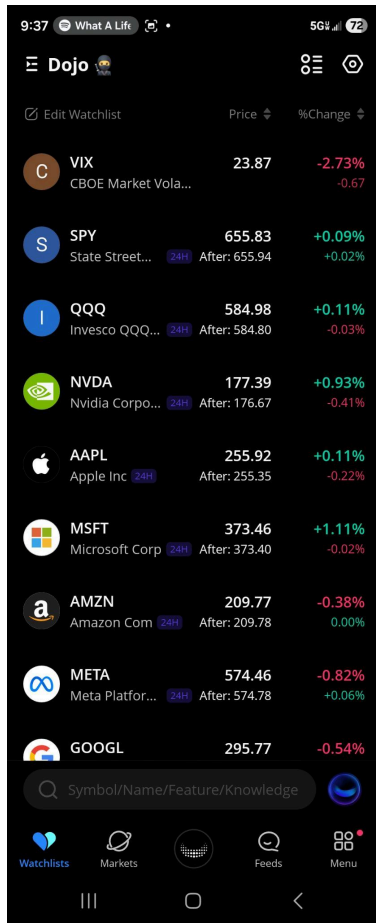 9:37 What A Life 5G 72
Dojo
Edit Watchlist Price %Change
C VIX 23.87 -2.73%
CBOE Market Vola... -0.67
S SPY 655.83 +0.09%
State Street... 24H After: 655.94 +0.02%
I QQQ 584.98 +0.11%
Invesco QQQ... 24H After: 584.80 -0.03%
NVDA 177.39 +0.93%
Nvidia Corpo... 24H After: 176.67 -0.41%
AAPL 255.92 +0.11%
Apple Inc 24H After: 255.35 -0.22%
MSFT 373.46 +1.11%
Microsoft Corp 24H After: 373.40 -0.02%
a AMZN 209.77 -0.38%
Amazon Com 24H After: 209.78 0.00%
META 574.46 -0.82%
Meta Platfor... 24H After: 574.78 +0.06%
GOOGL 295.77 -0.54%
Symbol/Name/Feature/Knowledge
Watchlists Markets Feeds Menu